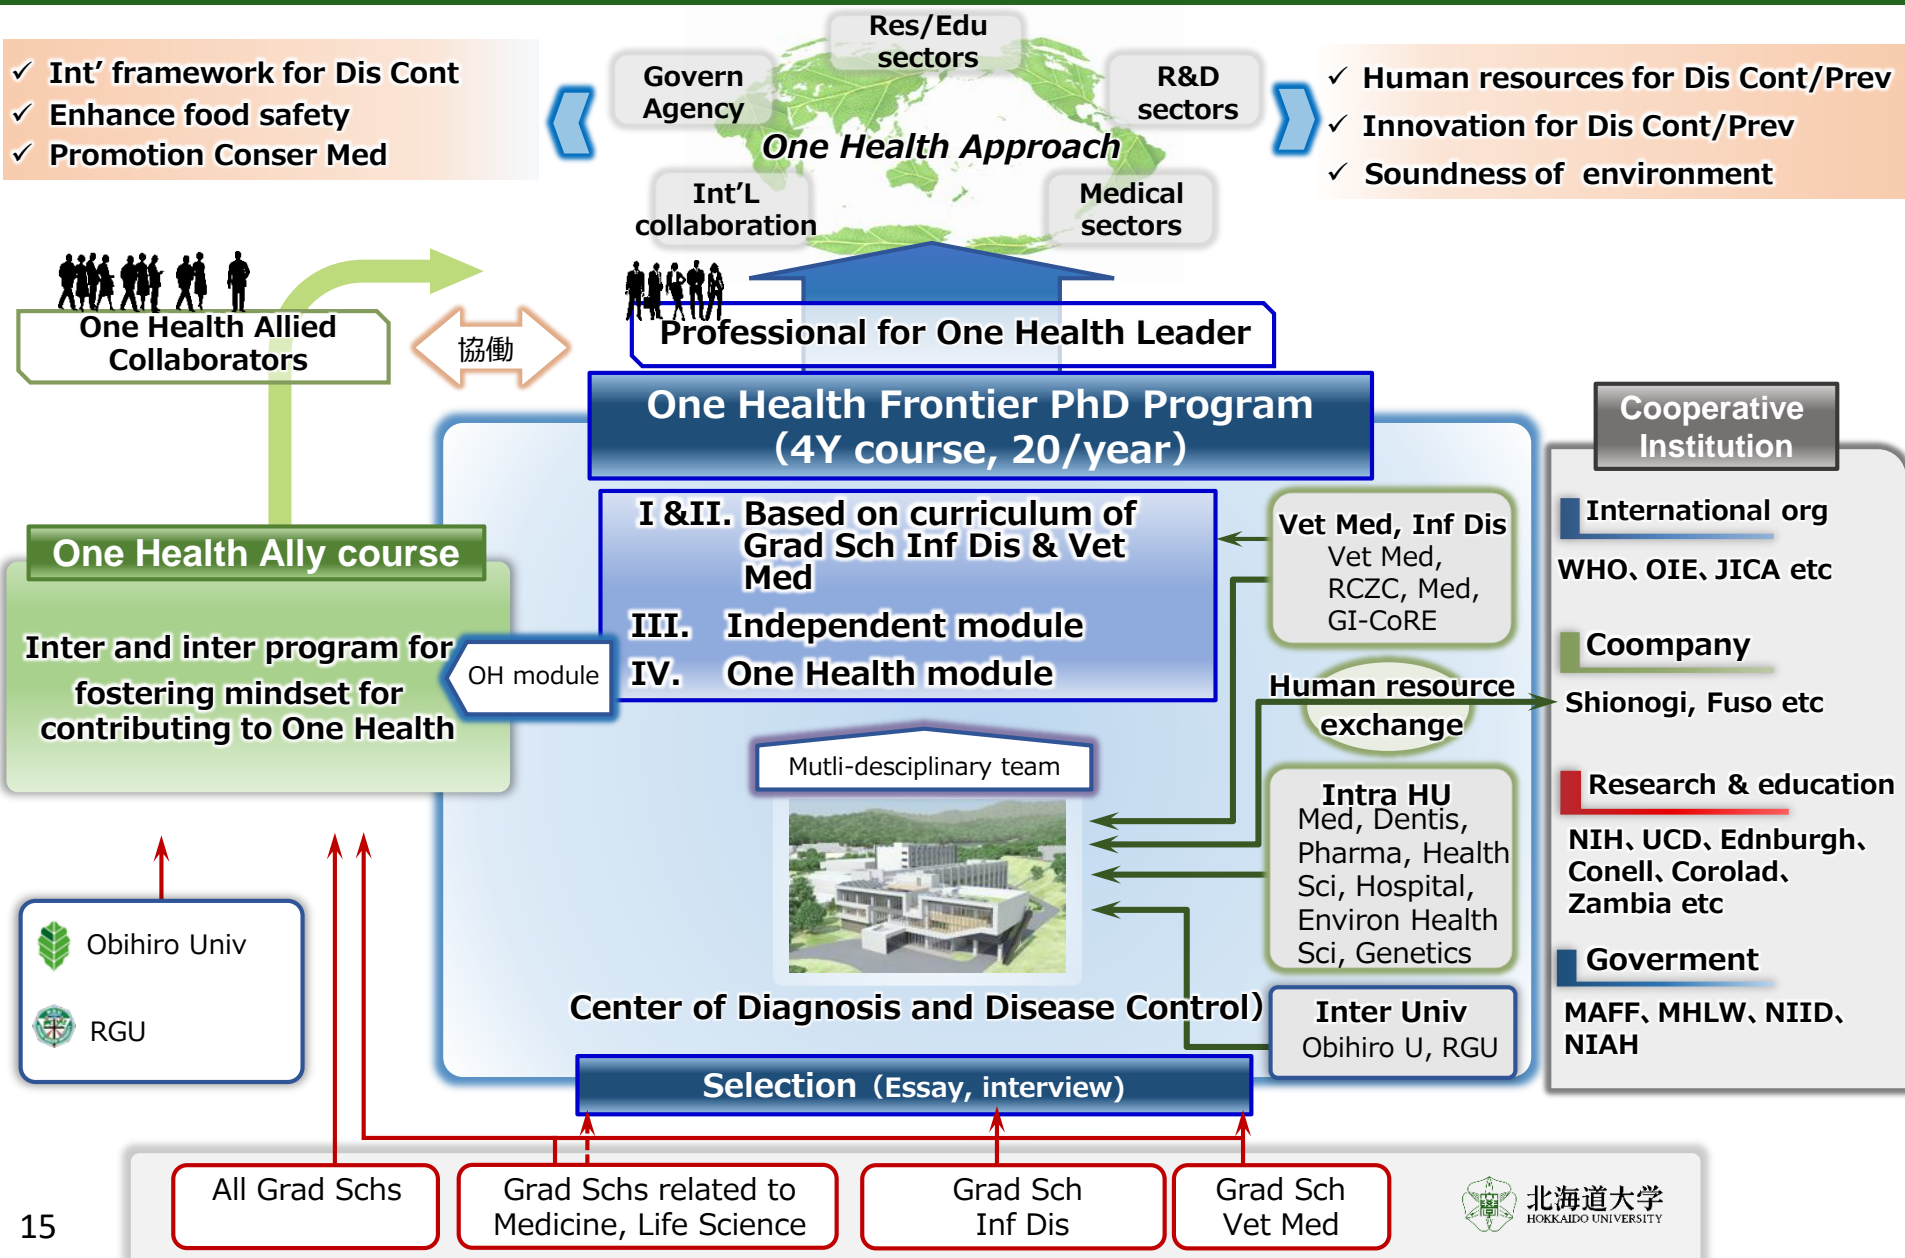 Res/Edu
sectors
Govern
Agency
R&D
sectors
One Health Approach
Int'L
collaboration
Medical
sectors
✓ Int' framework for Dis Cont
✓ Enhance food safety
✓ Promotion Conser Med
✓ Human resources for Dis Cont/Prev
✓ Innovation for Dis Cont/Prev
✓ Soundness of environment
One Health Allied
Collaborators
協働
Professional for One Health Leader
One Health Frontier PhD Program
(4Y course, 20/year)
One Health Ally course
Inter and inter program for
fostering mindset for
contributing to One Health
OH module
I &II. Based on curriculum of
Grad Sch Inf Dis & Vet
Med
III. Independent module
IV. One Health module
Mutli-desciplinary team
Center of Diagnosis and Disease Control)
Vet Med, Inf Dis
Vet Med,
RCZC, Med,
GI-CoRE
Human resource
exchange
Intra HU
Med, Dentis,
Pharma, Health
Sci, Hospital,
Environ Health
Sci, Genetics
Inter Univ
Obihiro U, RGU
Cooperative
Institution
International org
WHO、OIE、JICA etc
Coompany
Shionogi, Fuso etc
Research & education
NIH、UCD、Ednburgh、
Conell、Corolad、
Zambia etc
Goverment
MAFF、MHLW、NIID、
NIAH
Obihiro Univ
RGU
Selection (Essay, interview)
All Grad Schs
Grad Schs related to
Medicine, Life Science
Grad Sch
Inf Dis
Grad Sch
Vet Med
北海道大学
HOKKAIDO UNIVERSITY
15